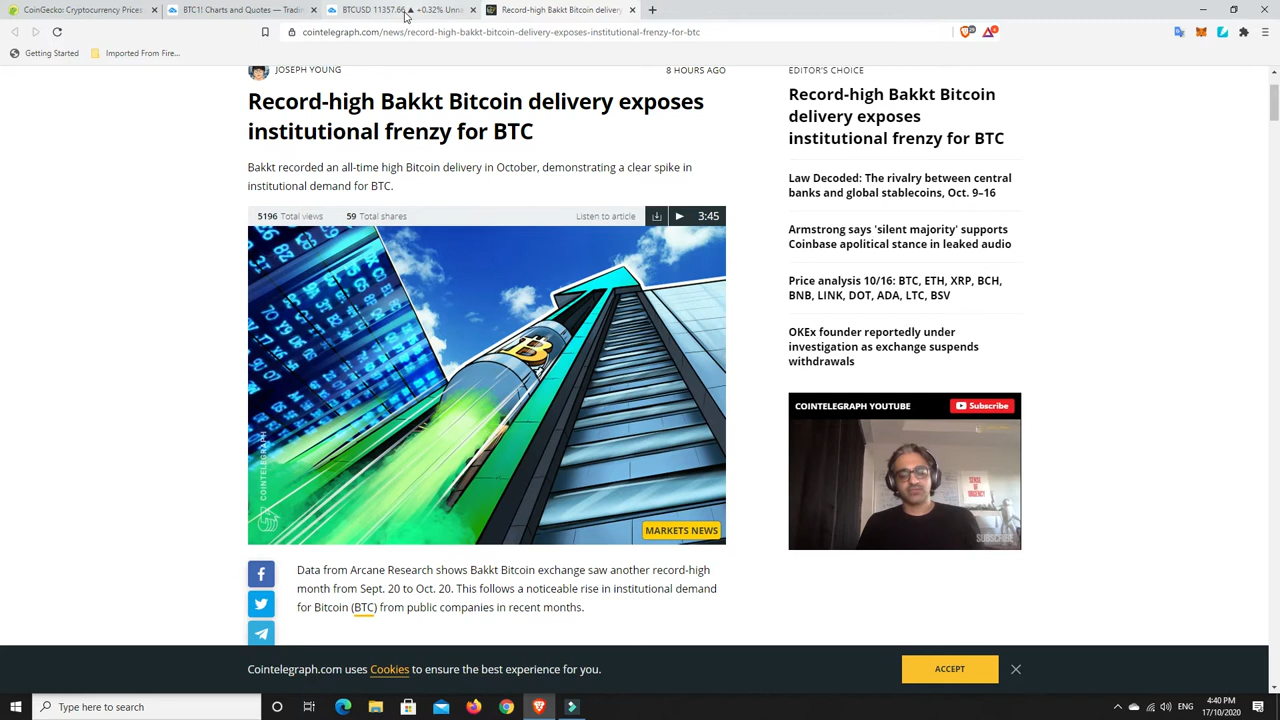 CoinGecko: Cryptocurrency Prices
BTC1! Charts and Quotes — Tradin
BTCUSD 11357.66 ▲ +0.32% Unna
Record-high Bakkt Bitcoin delivery
cointelegraph.com/news/record-high-bakkt-bitcoin-delivery-exposes-institutional-frenzy-for-btc
Getting Started
Imported From Fire...
JOSEPH YOUNG
8 HOURS AGO
Record-high Bakkt Bitcoin delivery exposes
institutional frenzy for BTC
Bakkt recorded an all-time high Bitcoin delivery in October, demonstrating a clear spike in
institutional demand for BTC.
5196 Total views
59 Total shares
Listen to article
3:45
COINTELEGRAPH
MARKETS NEWS
Data from Arcane Research shows Bakkt Bitcoin exchange saw another record-high
month from Sept. 20 to Oct. 20. This follows a noticeable rise in institutional demand
for Bitcoin (BTC) from public companies in recent months.
EDITOR'S CHOICE
Record-high Bakkt Bitcoin
delivery exposes
institutional frenzy for BTC
Law Decoded: The rivalry between central
banks and global stablecoins, Oct. 9–16
Armstrong says 'silent majority' supports
Coinbase apolitical stance in leaked audio
Price analysis 10/16: BTC, ETH, XRP, BCH,
BNB, LINK, DOT, ADA, LTC, BSV
OKEx founder reportedly under
investigation as exchange suspends
withdrawals
COINTELEGRAPH YOUTUBE
Subscribe
SENSE
OF
URGENCY
SUBSCRIBE
Cointelegraph.com uses Cookies to ensure the best experience for you.
ACCEPT
Type here to search
ENG
4:40 PM
17/10/2020